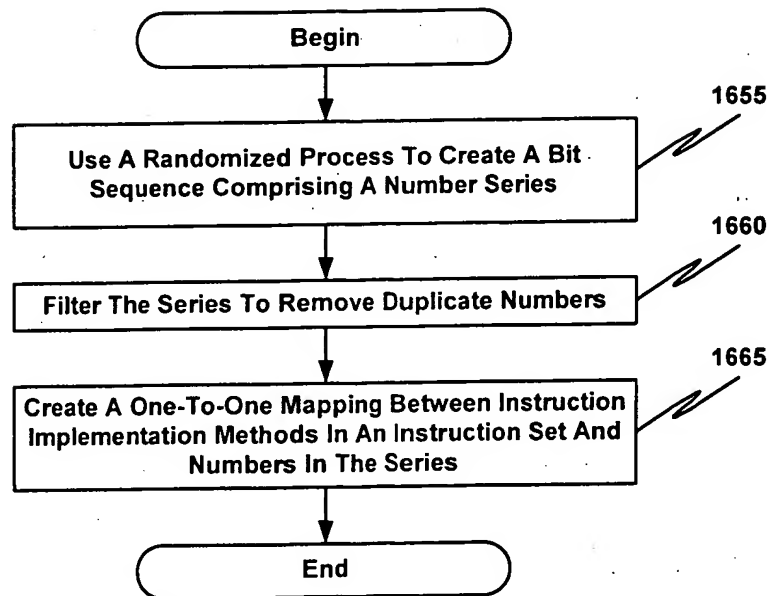 Begin
1655
Use A Randomized Process To Create A Bit
Sequence Comprising A Number Series
1660
Filter The Series To Remove Duplicate Numbers
1665
Create A One-To-One Mapping Between Instruction
Implementation Methods In An Instruction Set And
Numbers In The Series
End